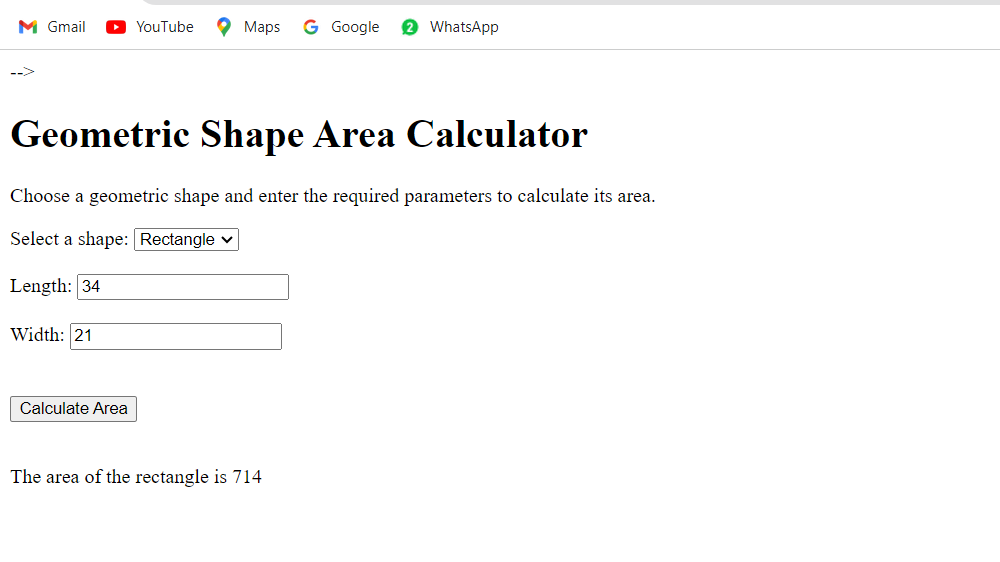 Gmail YouTube Maps Google 2 WhatsApp
-->
Geometric Shape Area Calculator
Choose a geometric shape and enter the required parameters to calculate its area.
Select a shape: Rectangle
Length: 34
Width: 21
Calculate Area
The area of the rectangle is 714